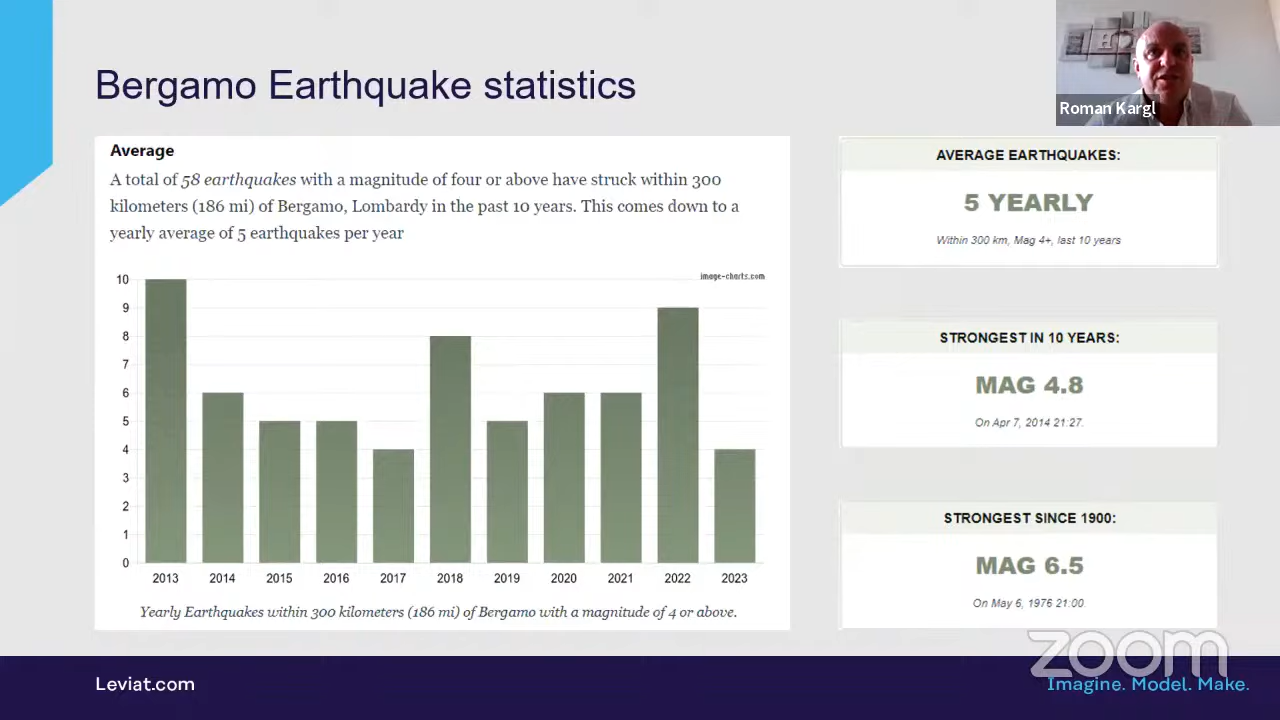 Bergamo Earthquake statistics
Roman Kargl
Average
A total of 58 earthquakes with a magnitude of four or above have struck within 300
kilometers (186 mi) of Bergamo, Lombardy in the past 10 years. This comes down to a
yearly average of 5 earthquakes per year
image-charts.com
10
9
8
7
6
5
4
3
2
1
0
2013 2014 2015 2016 2017 2018 2019 2020 2021 2022 2023
Yearly Earthquakes within 300 kilometers (186 mi) of Bergamo with a magnitude of 4 or above.
AVERAGE EARTHQUAKES:
5 YEARLY
Within 300 km, Mag 4+, last 10 years
STRONGEST IN 10 YEARS:
MAG 4.8
On Apr 7, 2014 21:27.
STRONGEST SINCE 1900:
MAG 6.5
On May 6, 1976 21:00.
zoom
Leviat.com
Imagine. Model. Make.